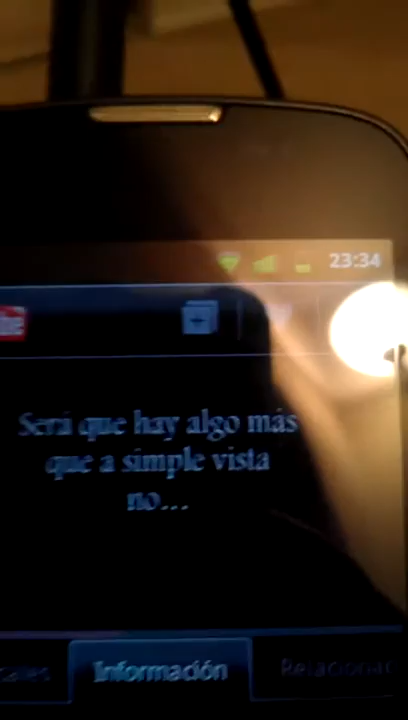 23:34
Será que hay algo más
que a simple vista
no...
Información